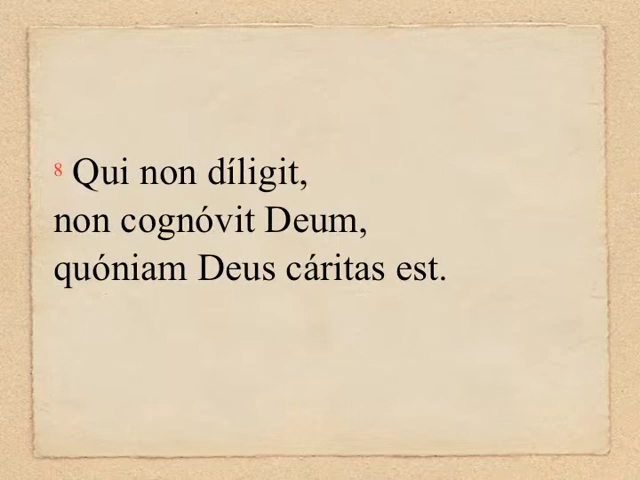 8 Qui non díligit,
non cognóvit Deum,
quóniam Deus cáritas est.